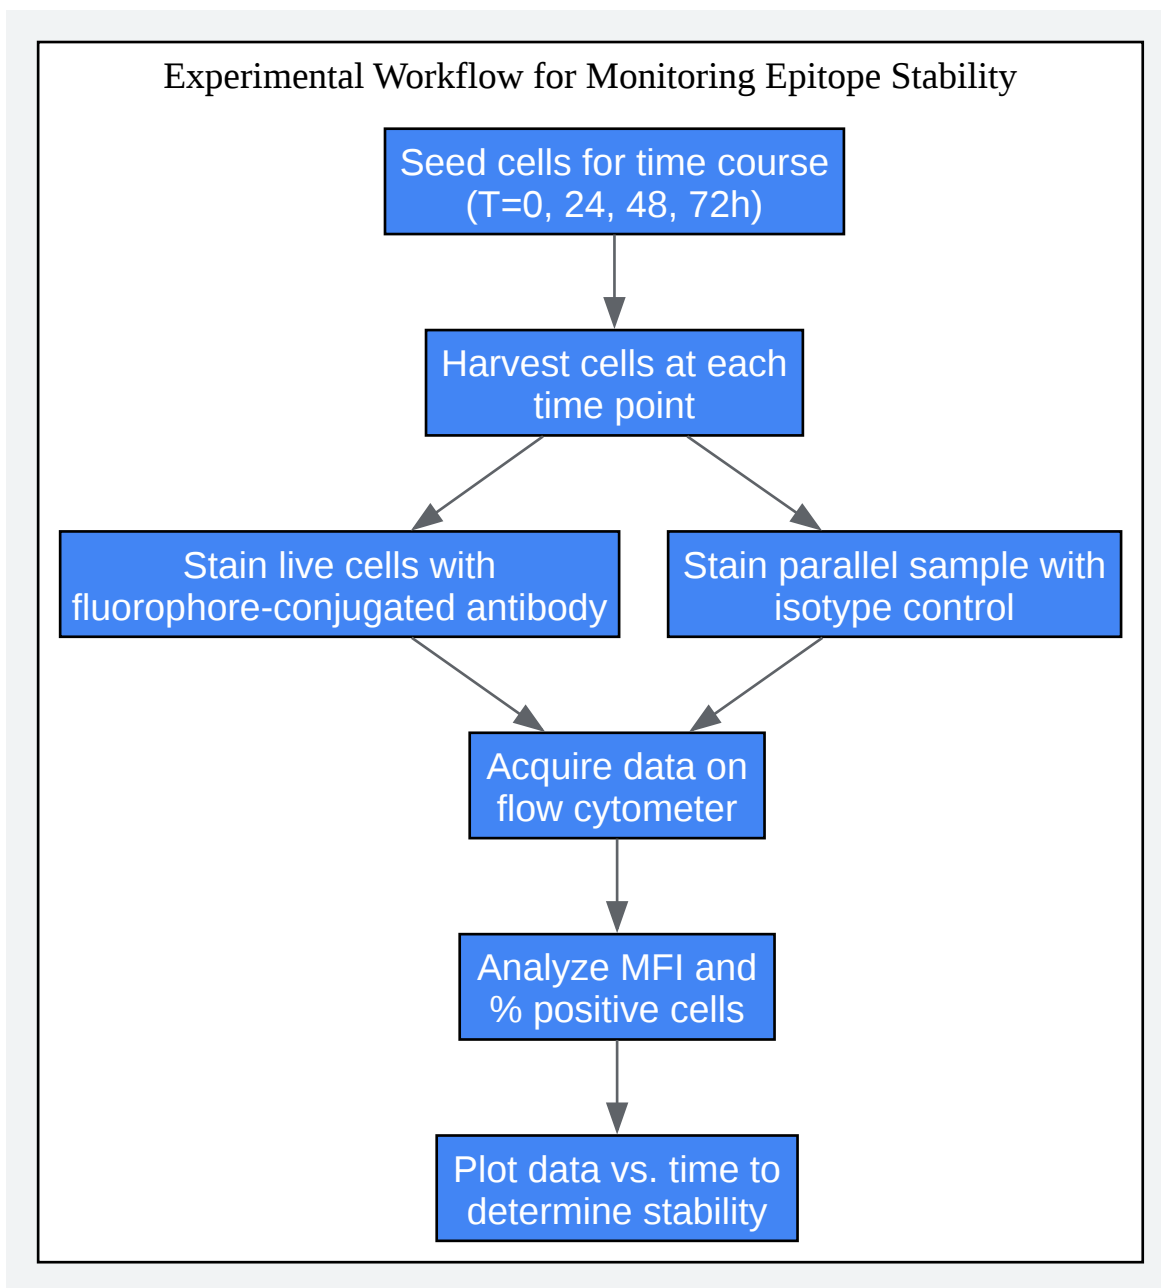 Experimental Workflow for Monitoring Epitope Stability
Seed cells for time course
(T=0, 24, 48, 72h)
Harvest cells at each
time point
Stain live cells with
fluorophore-conjugated antibody
Stain parallel sample with
isotype control
Acquire data on
flow cytometer
Analyze MFI and
% positive cells
Plot data vs. time to
determine stability